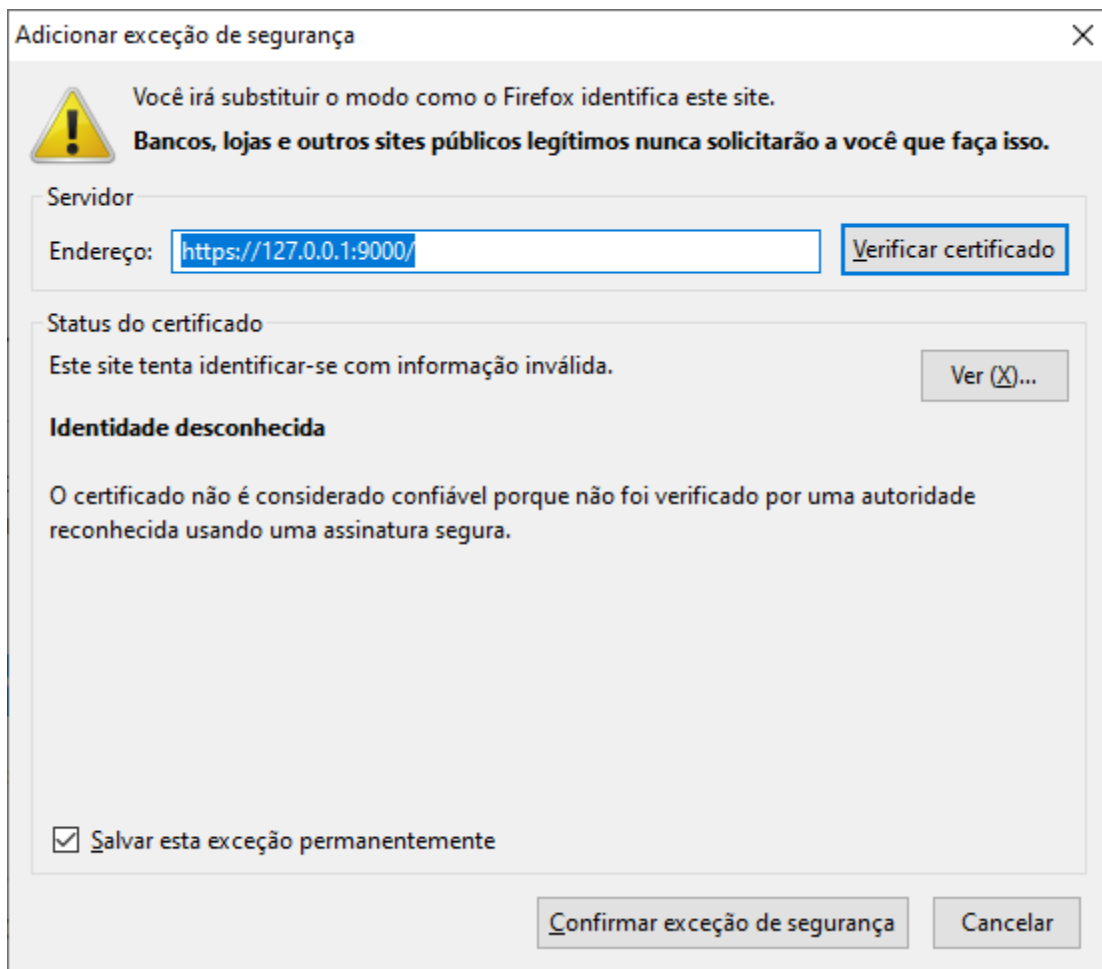 Adicionar exceção de segurança
Você irá substituir o modo como o Firefox identifica este site.
Bancos, lojas e outros sites públicos legítimos nunca solicitarão a você que faça isso.
Servidor
Endereço: https://127.0.0.1:9000/ Verificar certificado
Status do certificado
Este site tenta identificar-se com informação inválida.
Ver (X)...
Identidade desconhecida
O certificado não é considerado confiável porque não foi verificado por uma autoridade
reconhecida usando uma assinatura segura.
Salvar esta exceção permanentemente
Confirmar exceção de segurança Cancelar